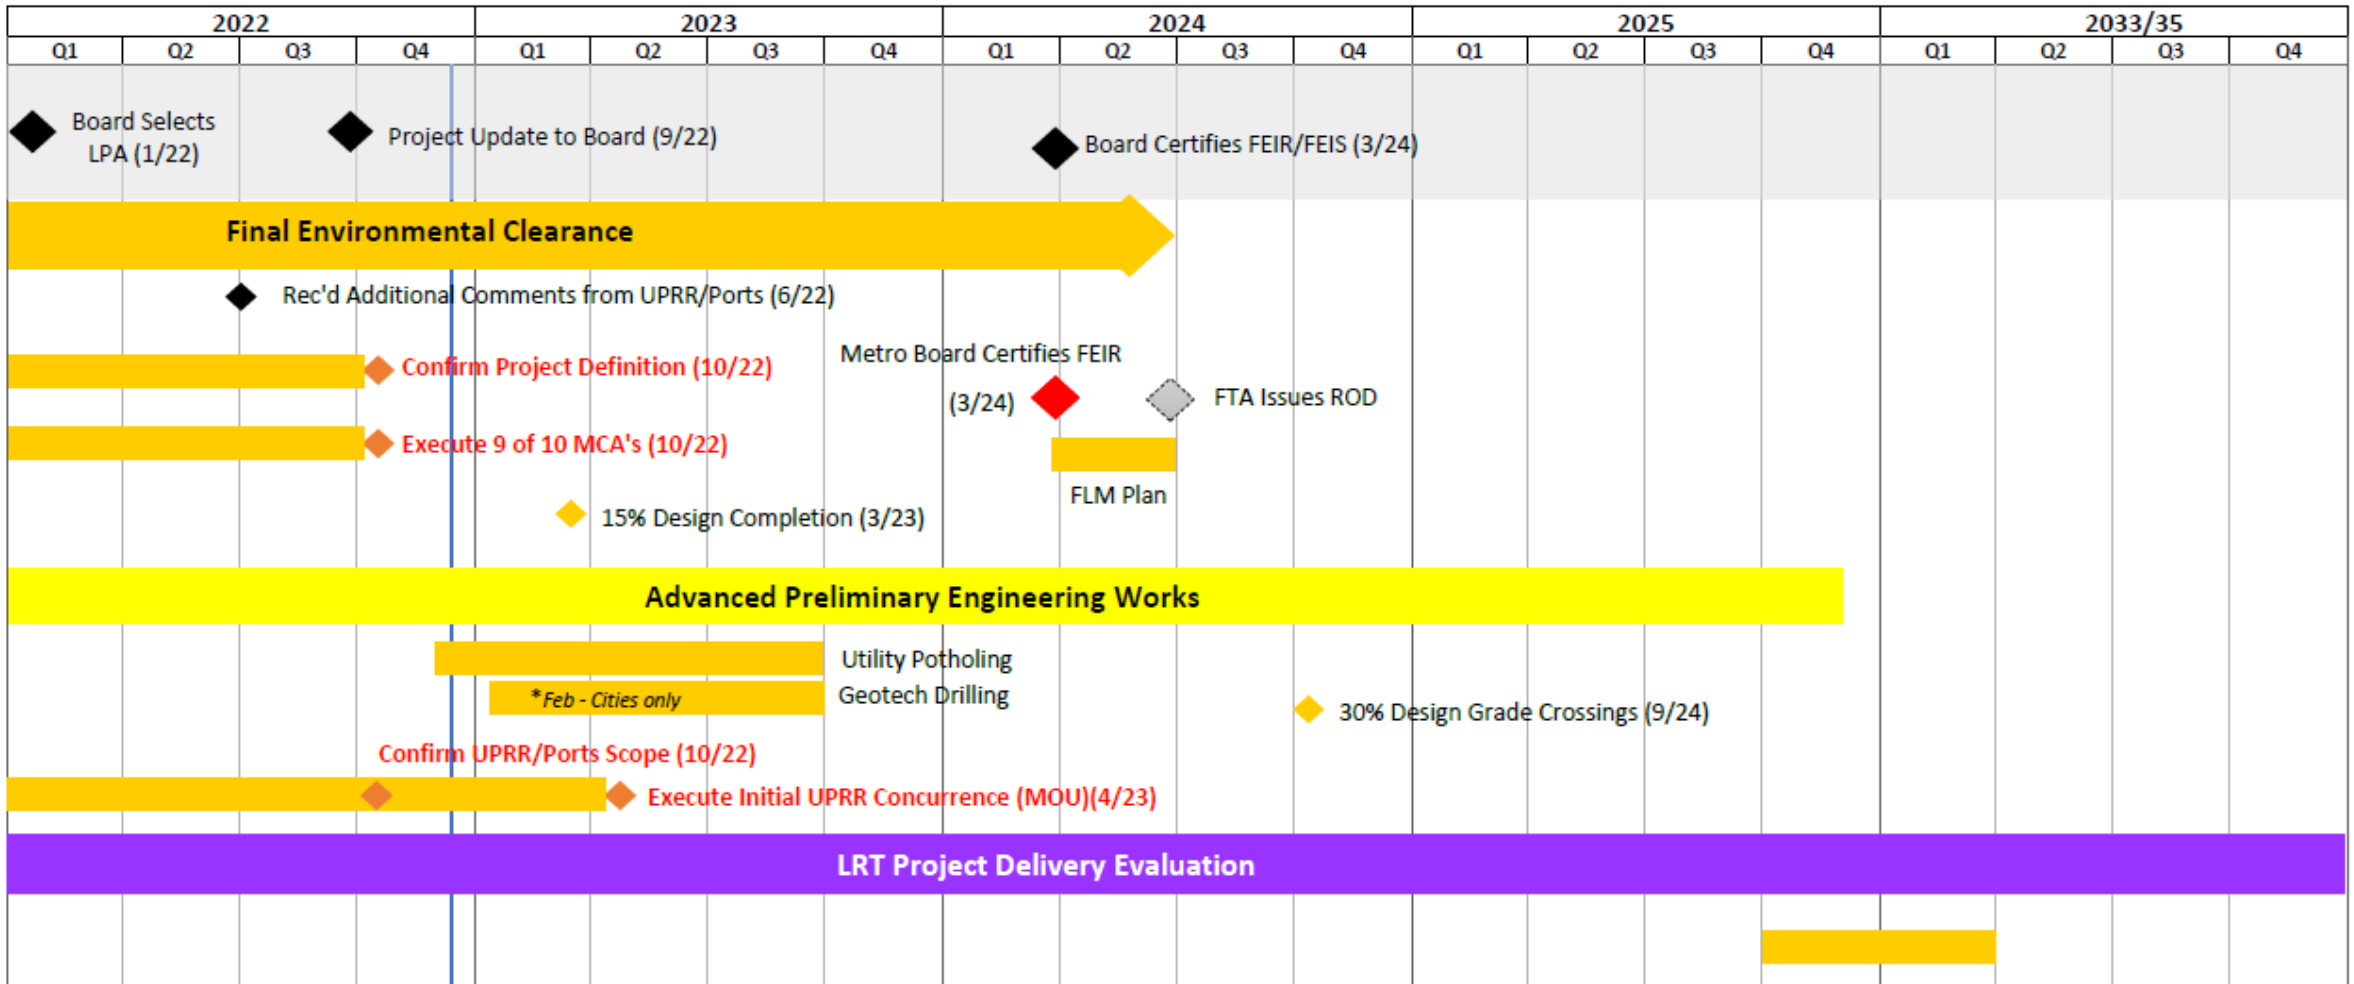 2022 2023 2024 2025 2033/35
Q1 Q2 Q3 Q4 Q1 Q2 Q3 Q4 Q1 Q2 Q3 Q4 Q1 Q2 Q3 Q4 Q1 Q2 Q3 Q4
Board Selects
LPA (1/22)
Project Update to Board (9/22)
Board Certifies FEIR/FEIS (3/24)
Final Environmental Clearance
Rec'd Additional Comments from UPRR/Ports (6/22)
Confirm Project Definition (10/22)
Metro Board Certifies FEIR
(3/24)
FTA Issues ROD
Execute 9 of 10 MCA's (10/22)
FLM Plan
15% Design Completion (3/23)
Advanced Preliminary Engineering Works
Utility Potholing
*Feb - Cities only
Geotech Drilling
30% Design Grade Crossings (9/24)
Confirm UPRR/Ports Scope (10/22)
Execute Initial UPRR Concurrence (MOU)(4/23)
LRT Project Delivery Evaluation